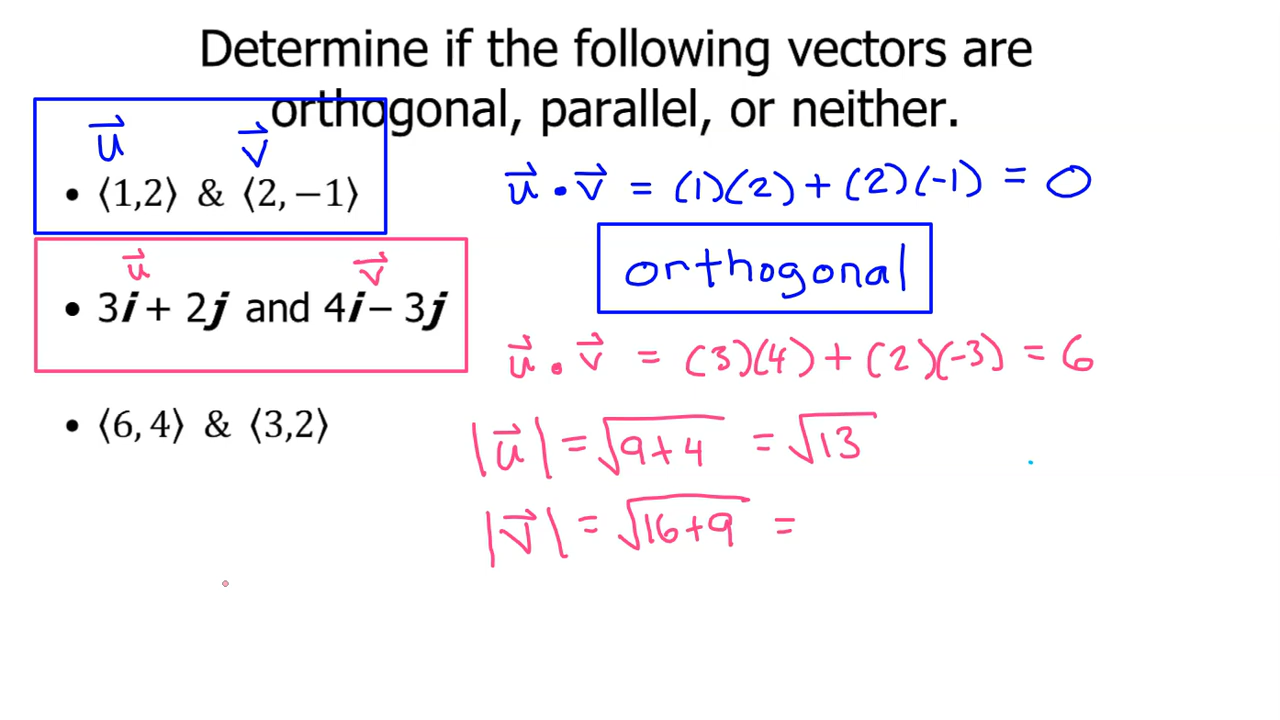 Determine if the following vectors are
orthogonal, parallel, or neither.
u⃗ v⃗
• ⟨1,2⟩ & ⟨2, −1⟩
u⃗ · v⃗ = (1)(2) + (2)(-1) = 0
orthogonal
u⃗ v⃗
• 3i + 2j and 4i − 3j
u⃗ · v⃗ = (3)(4) + (2)(-3) = 6
• ⟨6, 4⟩ & ⟨3,2⟩
|u⃗| = √(9+4) = √13
|v⃗| = √(16+9) =